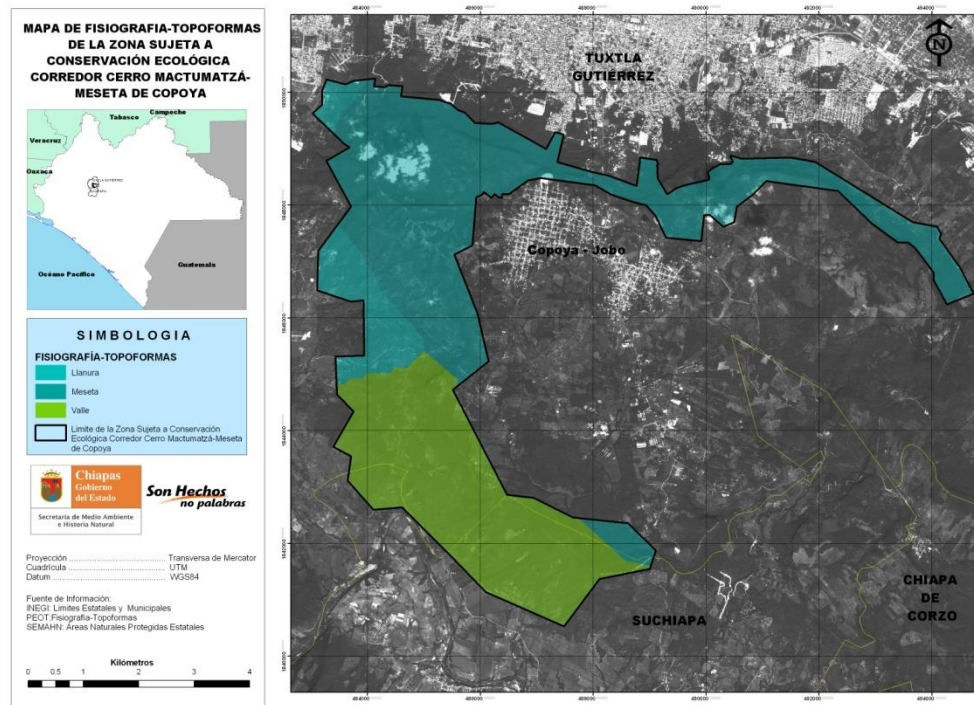 MAPA DE FISIOGRAFIA-TOPOFORMAS
DE LA ZONA SUJETA A
CONSERVACIÓN ECOLÓGICA
CORREDOR CERRO MACTUMATZÁ-
MESETA DE COPOYA
Campeche
Tabasco
Veracruz
Oaxaca
Guatemala
Océano Pacífico
SIMBOLOGIA
FISIOGRAFÍA-TOPOFORMAS
Llanura
Meseta
Valle
Limite de la Zona Sujeta a Conservación
Ecológica Corredor Cerro Mactumatzá-Meseta
de Copoya
Chiapas
Gobierno
del Estado
Secretaría de Medio Ambiente
e Historia Natural
Son Hechos
no palabras
Proyección ........................ Transversa de Mercator
Cuadrícula ........................ UTM
Datum ........................ WGS84
Fuente de Información:
INEGI: Limites Estatales y Municipales
PEOT:Fisiografía-Topoformas
SEMAHN: Áreas Naturales Protegidas Estatales
Kilómetros
0 0.5 1 2 3 4
TUXTLA
GUTIÉRREZ
N
Copoya - Jobo
SUCHIAPA
CHIAPA
DE
CORZO